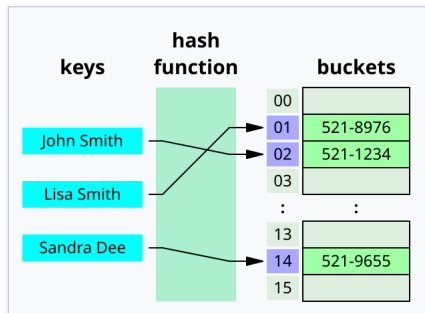 hash
keys function buckets
00
01 521-8976
John Smith 02 521-1234
03
Lisa Smith
: :
13
Sandra Dee 14 521-9655
15